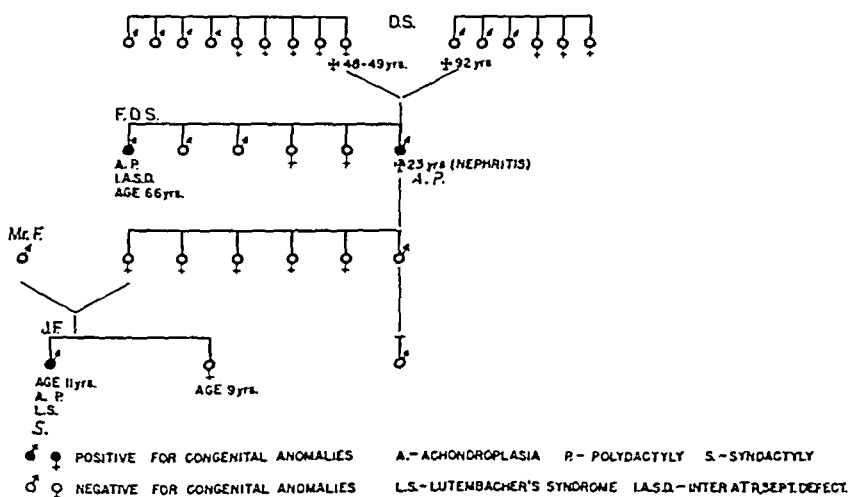 D.S.
48-49 yrs. 92 yrs
F.D.S.
A. P. 23 yrs (NEPHRITIS)
I.A.S.D. A. P.
AGE 66 yrs.
Mr. F.
J.F.
AGE 11 yrs. AGE 9 yrs.
A. P.
L.S.
S.
POSITIVE FOR CONGENITAL ANOMALIES A.-ACHONDROPLASIA P.-POLYDACTYLY S.-SYNDACTYLY
NEGATIVE FOR CONGENITAL ANOMALIES L.S.-LUTEMBACHER'S SYNDROME I.A.S.D.-INTER ATR.SEPT.DEFECT.